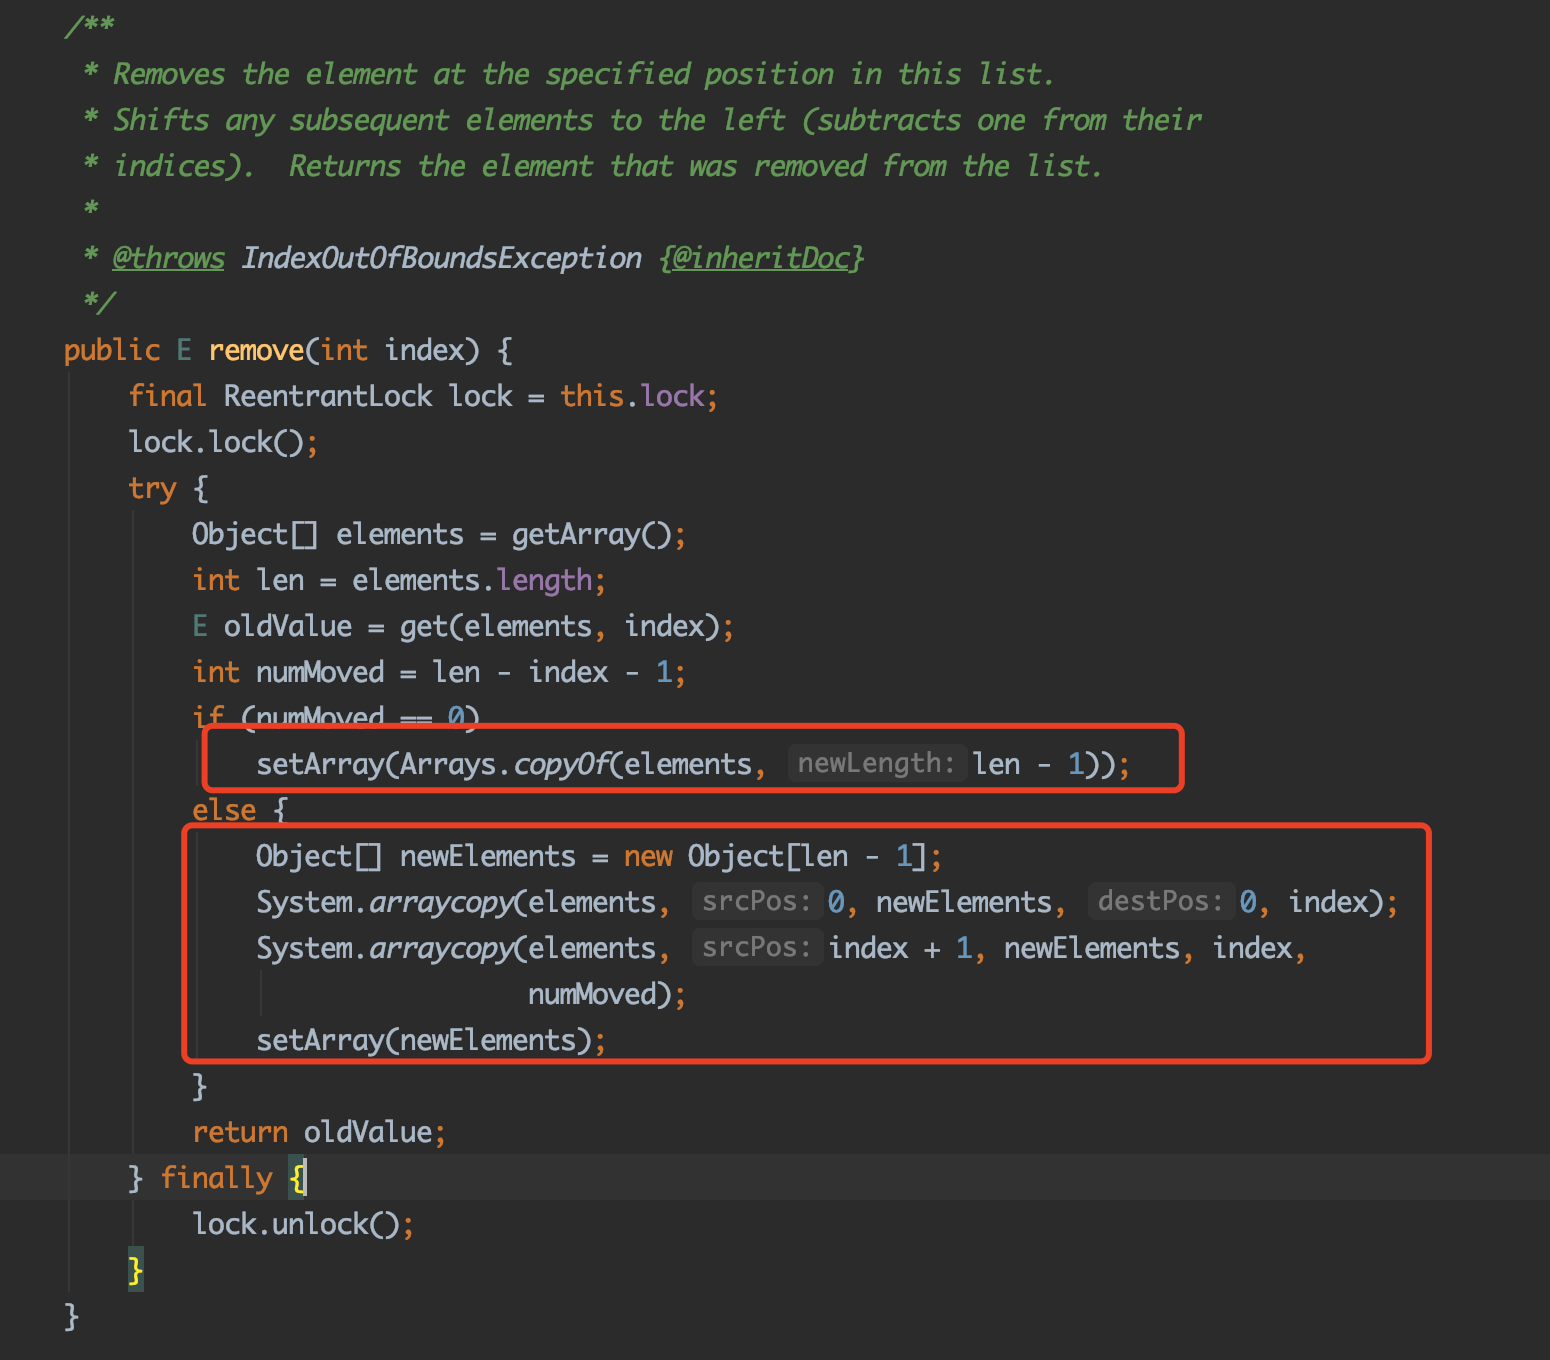 /**
 * Removes the element at the specified position in this list.
 * Shifts any subsequent elements to the left (subtracts one from their
 * indices).  Returns the element that was removed from the list.
 *
 * @throws IndexOutOfBoundsException {@inheritDoc}
 */
public E remove(int index) {
    final ReentrantLock lock = this.lock;
    lock.lock();
    try {
        Object[] elements = getArray();
        int len = elements.length;
        E oldValue = get(elements, index);
        int numMoved = len - index - 1;
        if (numMoved == 0)
            setArray(Arrays.copyOf(elements, newLength: len - 1));
        else {
            Object[] newElements = new Object[len - 1];
            System.arraycopy(elements, srcPos: 0, newElements, destPos: 0, index);
            System.arraycopy(elements, srcPos: index + 1, newElements, index,
                             numMoved);
            setArray(newElements);
        }
        return oldValue;
    } finally {
        lock.unlock();
    }
}